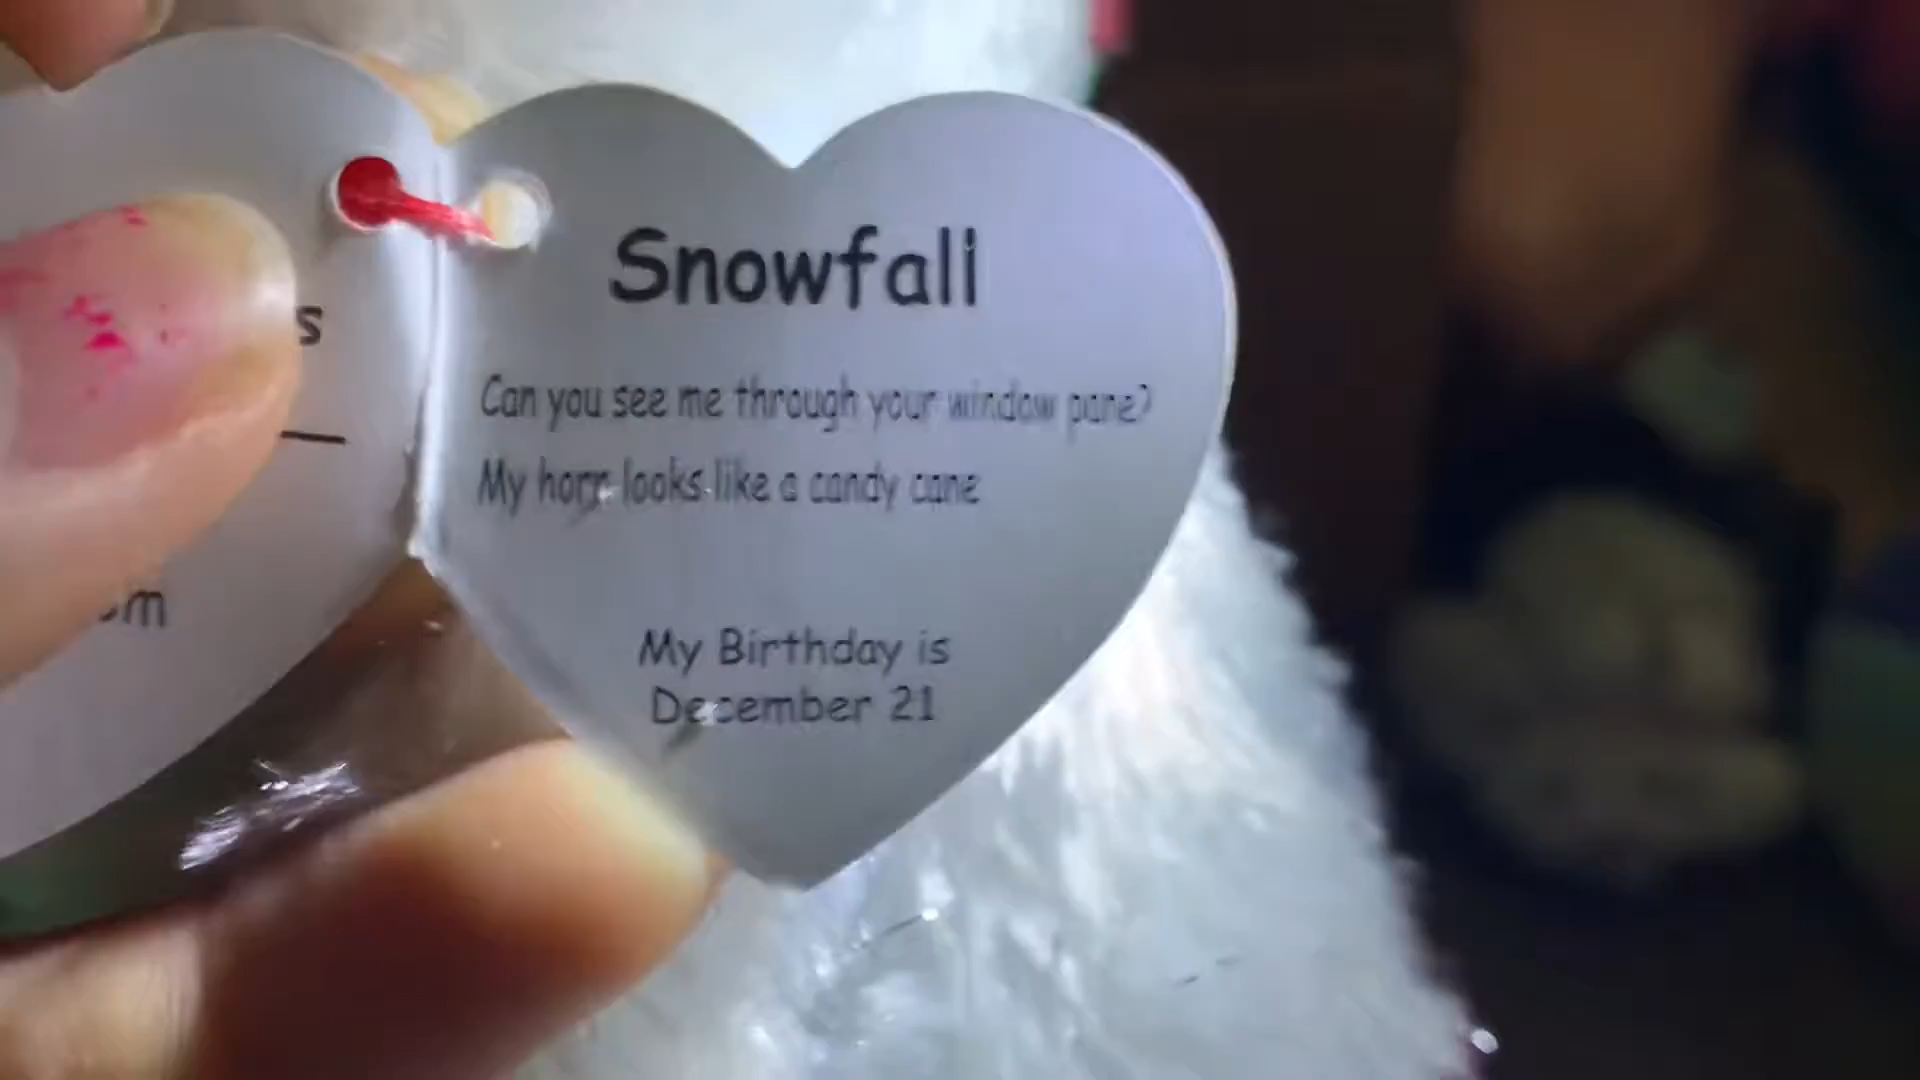 Snowfall
Can you see me through your window pane?
My horn looks like a candy cane
My Birthday is
December 21